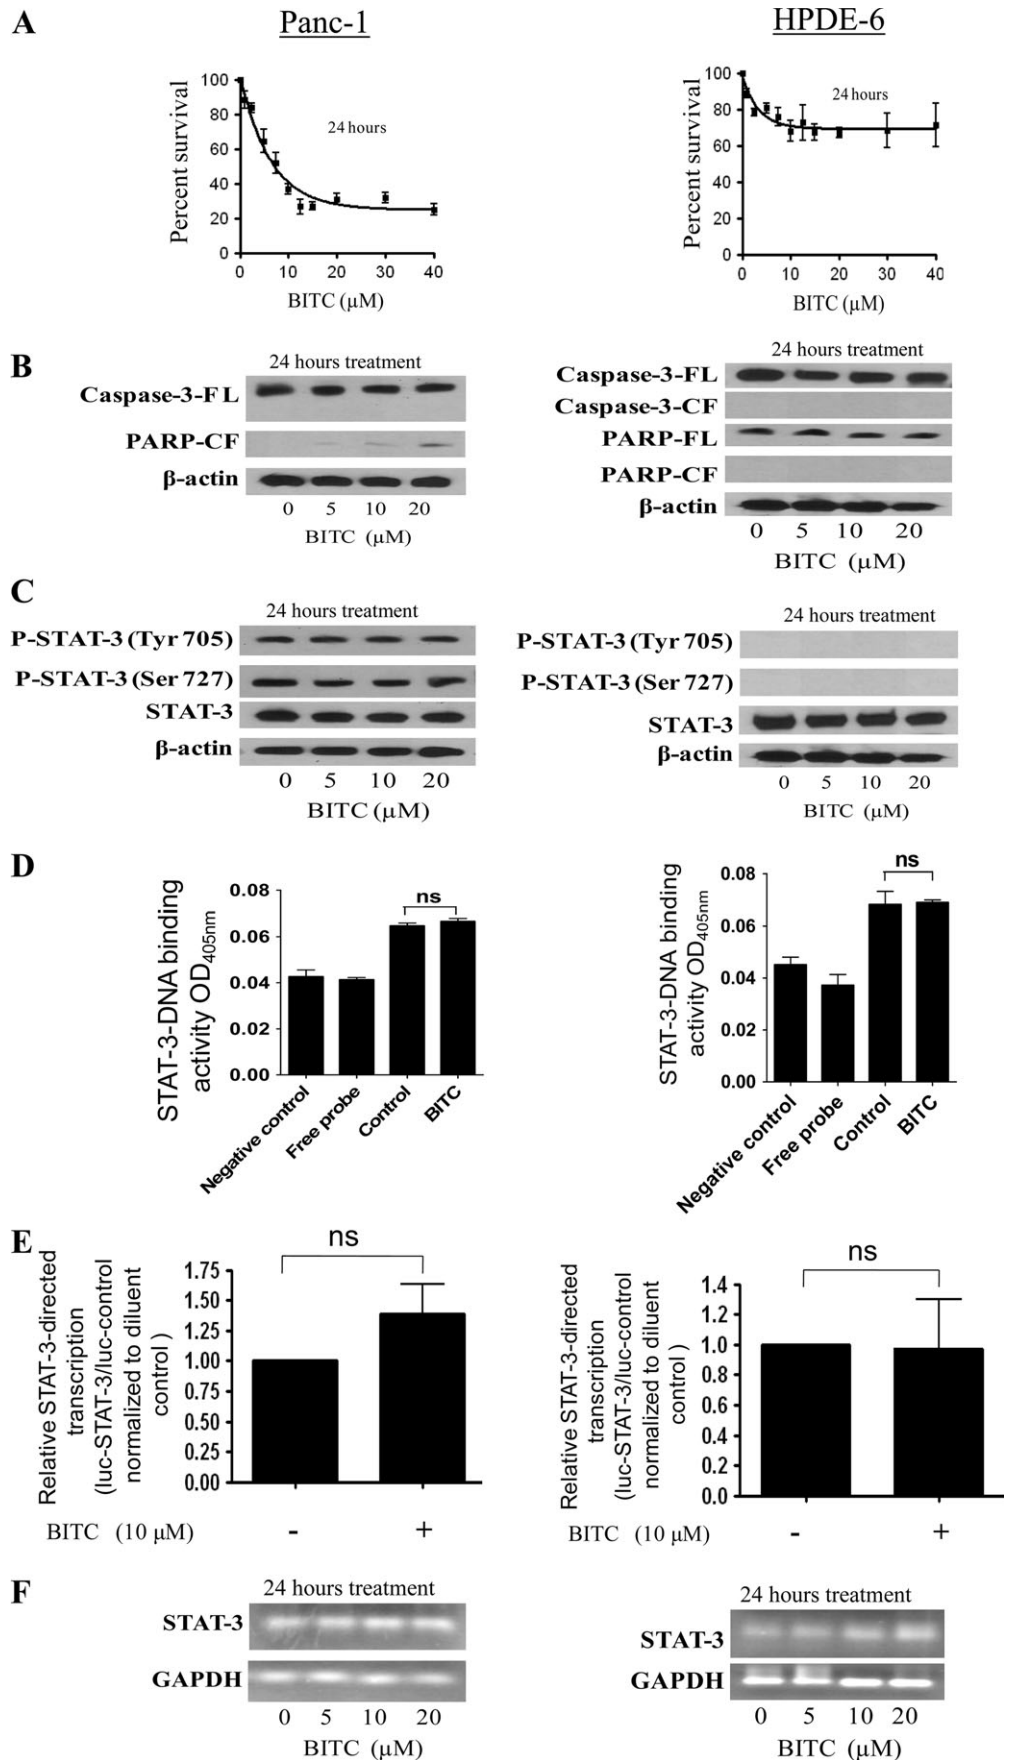 A
Panc-1
HPDE-6
Percent survival
100
80
60
40
20
0
24 hours
0 10 20 30 40
BITC (µM)
Percent survival
100
80
60
40
20
0
24 hours
0 10 20 30 40
BITC (µM)
B
24 hours treatment
Caspase-3-FL
PARP-CF
β-actin
0 5 10 20
BITC (µM)
24 hours treatment
Caspase-3-FL
Caspase-3-CF
PARP-FL
PARP-CF
β-actin
0 5 10 20
BITC (µM)
C
24 hours treatment
P-STAT-3 (Tyr 705)
P-STAT-3 (Ser 727)
STAT-3
β-actin
0 5 10 20
BITC (µM)
24 hours treatment
P-STAT-3 (Tyr 705)
P-STAT-3 (Ser 727)
STAT-3
β-actin
0 5 10 20
BITC (µM)
D
STAT-3-DNA binding
activity OD405nm
0.08
0.06
0.04
0.02
0.00
ns
Negative control
Free probe
Control
BITC
STAT-3-DNA binding
activity OD405nm
0.08
0.06
0.04
0.02
0.00
ns
Negative control
Free probe
Control
BITC
E
Relative STAT-3-directed
transcription
(luc-STAT-3/luc-control
normalized to diluent
control )
1.75
1.50
1.25
1.00
0.75
0.50
0.25
0.00
ns
BITC (10 µM) - +
Relative STAT-3-directed
transcription
(luc-STAT-3/luc-control
normalized to diluent
control )
1.4
1.2
1.0
0.8
0.6
0.4
0.2
0.0
ns
BITC (10 µM) - +
F
24 hours treatment
STAT-3
GAPDH
0 5 10 20
BITC (µM)
24 hours treatment
STAT-3
GAPDH
0 5 10 20
BITC (µM)